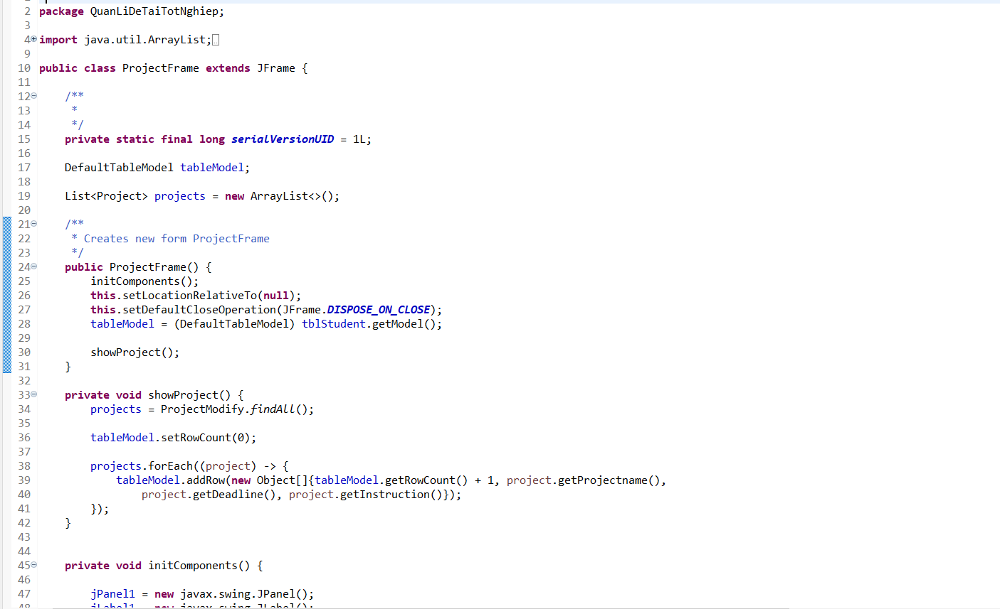 2 package QuanLiDeTaiTotNghiep;
3
4 import java.util.ArrayList;
9
10 public class ProjectFrame extends JFrame {
11
12 /**
13 *
14 */
15 private static final long serialVersionUID = 1L;
16
17 DefaultTableModel tableModel;
18
19 List<Project> projects = new ArrayList<>();
20
21 /**
22 * Creates new form ProjectFrame
23 */
24 public ProjectFrame() {
25 initComponents();
26 this.setLocationRelativeTo(null);
27 this.setDefaultCloseOperation(JFrame.DISPOSE_ON_CLOSE);
28 tableModel = (DefaultTableModel) tblStudent.getModel();
29
30 showProject();
31 }
32
33 private void showProject() {
34 projects = ProjectModify.findAll();
35
36 tableModel.setRowCount(0);
37
38 projects.forEach((project) -> {
39 tableModel.addRow(new Object[]{tableModel.getRowCount() + 1, project.getProjectname(),
40 project.getDeadline(), project.getInstruction()});
41 });
42 }
43
44
45 private void initComponents() {
46
47 jPanel1 = new javax.swing.JPanel();
48 jLabel1 = new javax.swing.JLabel();